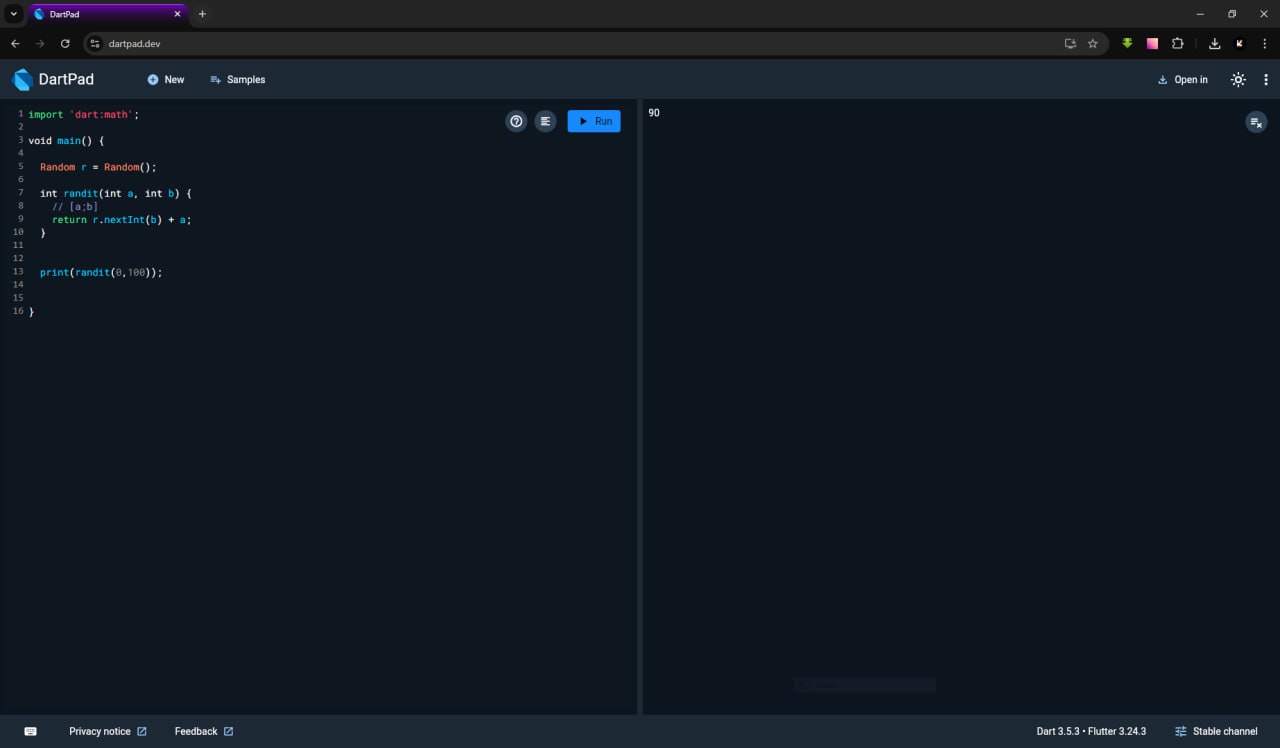 DartPad
dartpad.dev
DartPad
New
Samples
Open in
1 import 'dart:math';
2
3 void main() {
4
5 Random r = Random();
6
7 int randit(int a, int b) {
8 // [a;b]
9 return r.nextInt(b) + a;
10 }
11
12
13 print(randit(0,100));
14
15
16 }
Run
90
Privacy notice
Feedback
Dart 3.5.3 • Flutter 3.24.3
Stable channel